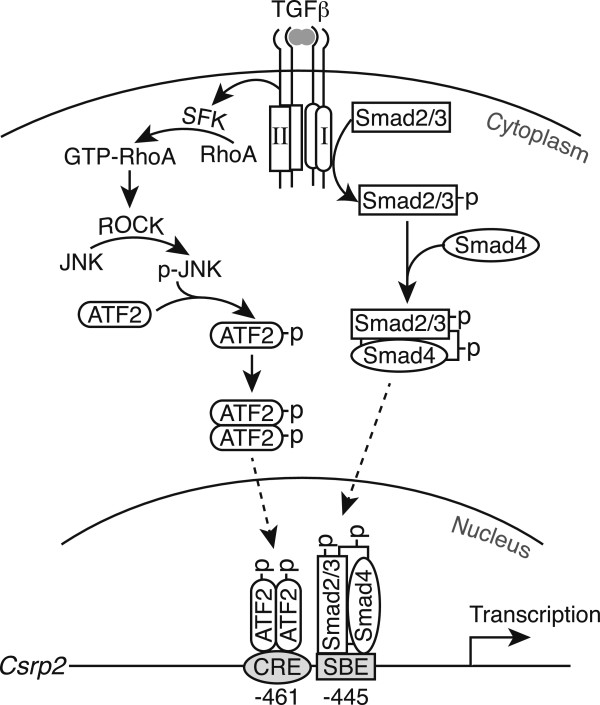 TGFβ
SFK
II
I
Smad2/3
Cytoplasm
GTP-RhoA
RhoA
Smad2/3
p
ROCK
Smad4
JNK
p-JNK
ATF2
ATF2
p
Smad2/3
p
Smad4
p
ATF2
p
ATF2
p
Nucleus
p
p
p
p
ATF2
ATF2
Smad2/3
Smad4
Transcription
Csrp2
CRE
SBE
-461
-445